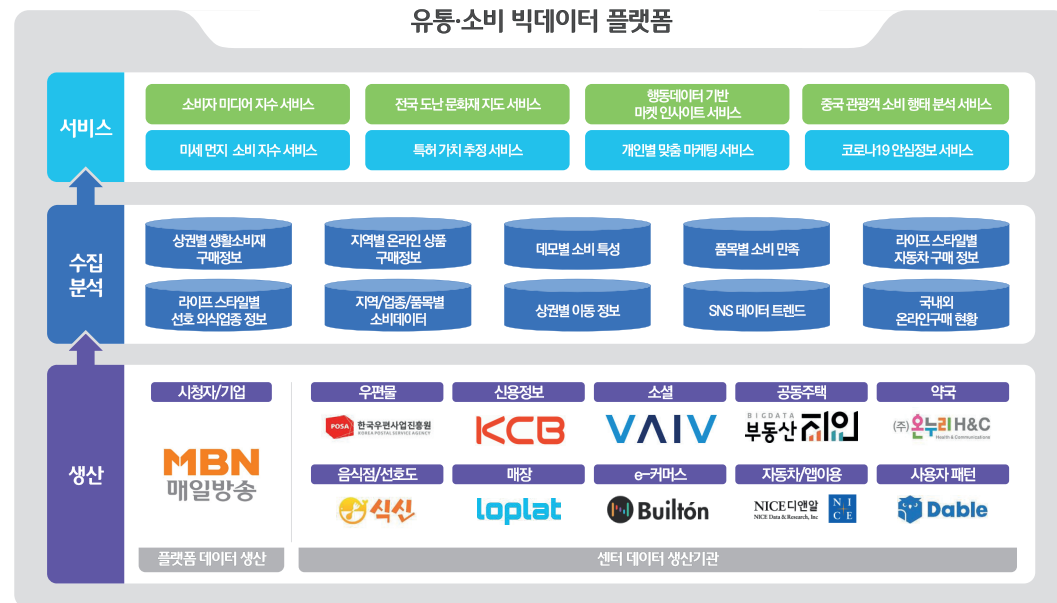 유통·소비 빅데이터 플랫폼
서비스
소비자 미디어 지수 서비스
전국 도난 문화재 지도 서비스
행동데이터 기반
마켓 인사이트 서비스
중국 관광객 소비 행태 분석 서비스
미세 먼지 소비 지수 서비스
특허 가치 추정 서비스
개인별 맞춤 마케팅 서비스
코로나19 안심정보 서비스
수집
분석
상권별 생활소비재
구매정보
지역별 온라인 상품
구매정보
데모별 소비 특성
품목별 소비 만족
라이프 스타일별
자동차 구매 정보
라이프 스타일별
선호 외식업종 정보
지역/업종/품목별
소비데이터
상권별 이동 정보
SNS 데이터 트렌드
국내외
온라인구매 현황
생산
시청자/기업
MBN
매일방송
플랫폼 데이터 생산
우편물
신용정보
소셜
공동주택
약국
POSA 한국우편사업진흥원
KOREA POSTAL SERVICE AGENCY
KCB
VAIV
BIGDATA
부동산 지인
(주)온누리H&C
Health & Communications
음식점/선호도
매장
e-커머스
자동차/앱이용
사용자 패턴
식신
loplat
Builtón
NICE디앤알
NICE Data & Research, Inc
NI
CE
Dable
센터 데이터 생산기관